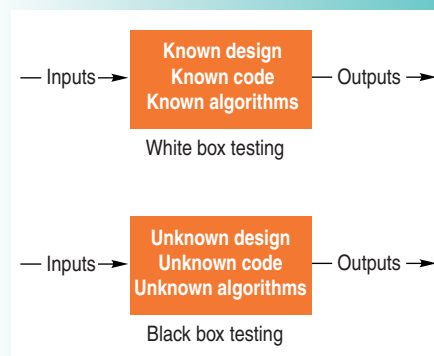 Known design
Inputs Known code Outputs
Known algorithms
White box testing
Unknown design
Inputs Unknown code Outputs
Unknown algorithms
Black box testing